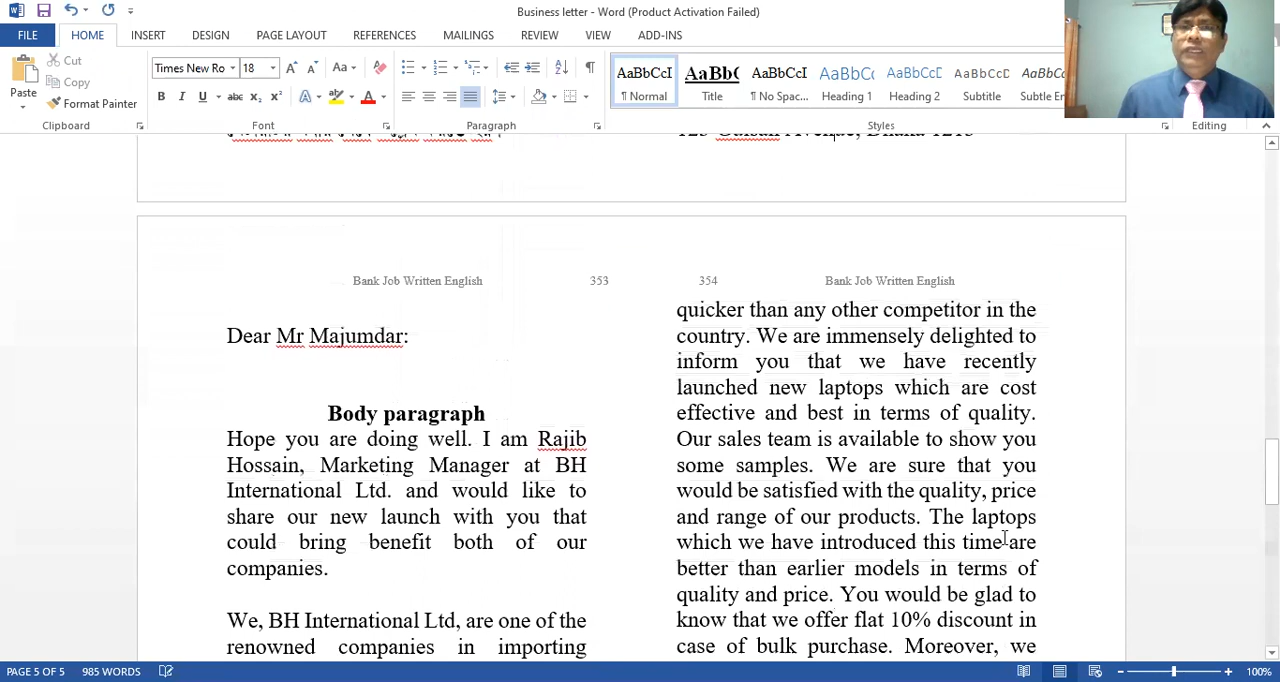 Business letter - Word (Product Activation Failed)
FILE HOME INSERT DESIGN PAGE LAYOUT REFERENCES MAILINGS REVIEW VIEW ADD-INS
Cut
Copy
Format Painter
Paste
Times New Ro 18
AaBbCcI AaBb( AaBbCcI AaBbCc AaBbCcD AaBbCcD AaBbCcD
¶ Normal Title ¶ No Spac... Heading 1 Heading 2 Subtitle Subtle Em
Clipboard Font Paragraph Styles Editing
Bank Job Written English 353
Dear Mr Majumdar:
Body paragraph
Hope you are doing well. I am Rajib
Hossain, Marketing Manager at BH
International Ltd. and would like to
share our new launch with you that
could bring benefit both of our
companies.
We, BH International Ltd, are one of the
renowned companies in importing
354 Bank Job Written English
quicker than any other competitor in the
country. We are immensely delighted to
inform you that we have recently
launched new laptops which are cost
effective and best in terms of quality.
Our sales team is available to show you
some samples. We are sure that you
would be satisfied with the quality, price
and range of our products. The laptops
which we have introduced this time are
better than earlier models in terms of
quality and price. You would be glad to
know that we offer flat 10% discount in
case of bulk purchase. Moreover, we
PAGE 5 OF 5 985 WORDS
100%